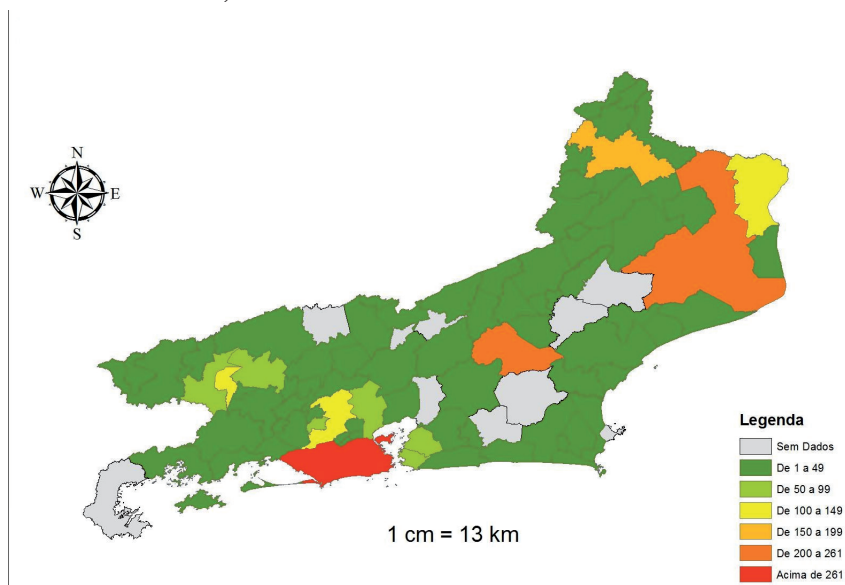 N
W E
S
1 cm = 13 km
Legenda
Sem Dados
De 1 a 49
De 50 a 99
De 100 a 149
De 150 a 199
De 200 a 261
Acima de 261